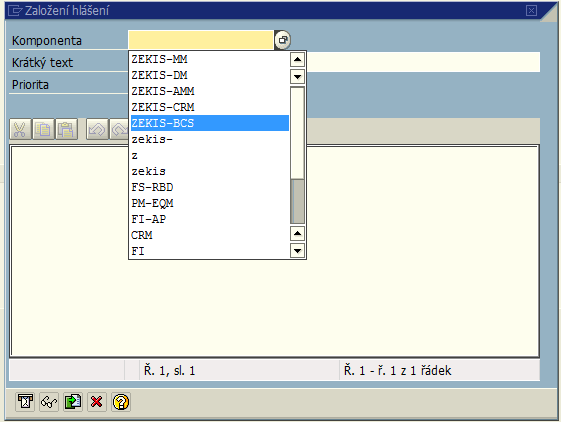 Založení hlášení
Komponenta
Krátký text
Priorita
ZEKIS-MM
ZEKIS-DM
ZEKIS-AMM
ZEKIS-CRM
ZEKIS-BCS
zekis-
z
zekis
FS-RBD
PM-EQM
FI-AP
CRM
FI
Ř. 1, sl. 1
Ř. 1 - ř. 1 z 1 řádek